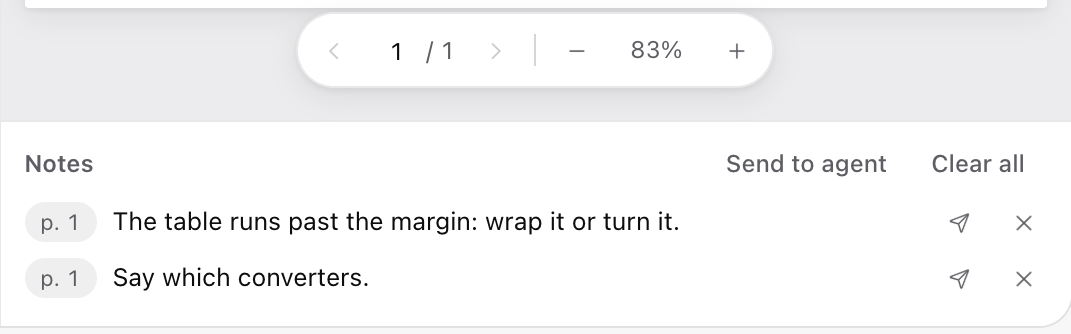 1 / 1 − 83% +
Notes Send to agent Clear all
p. 1 The table runs past the margin: wrap it or turn it.
p. 1 Say which converters.